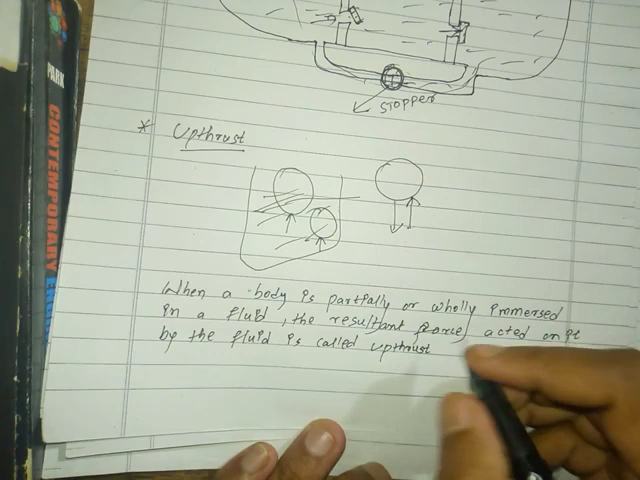 STOPPER
* Upthrust
When a body is partially or wholly immersed
in a fluid, the resultant force, acted on it
by the fluid is called upthrust
PARK
CONTEMPORARY